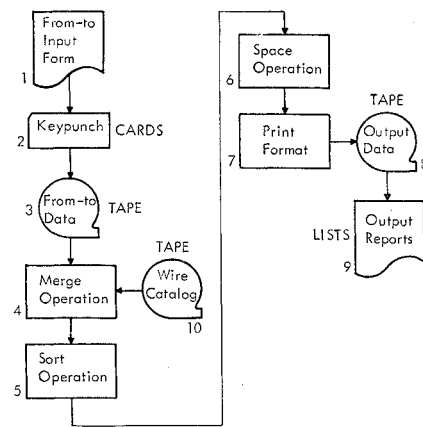 From-to
Input
Form
1
Keypunch
CARDS
2
From-to
Data
3
TAPE
Merge
Operation
4
TAPE
Wire
Catalog
10
Sort
Operation
5
Space
Operation
6
Print
Format
7
TAPE
Output
Data
8
LISTS
Output
Reports
9